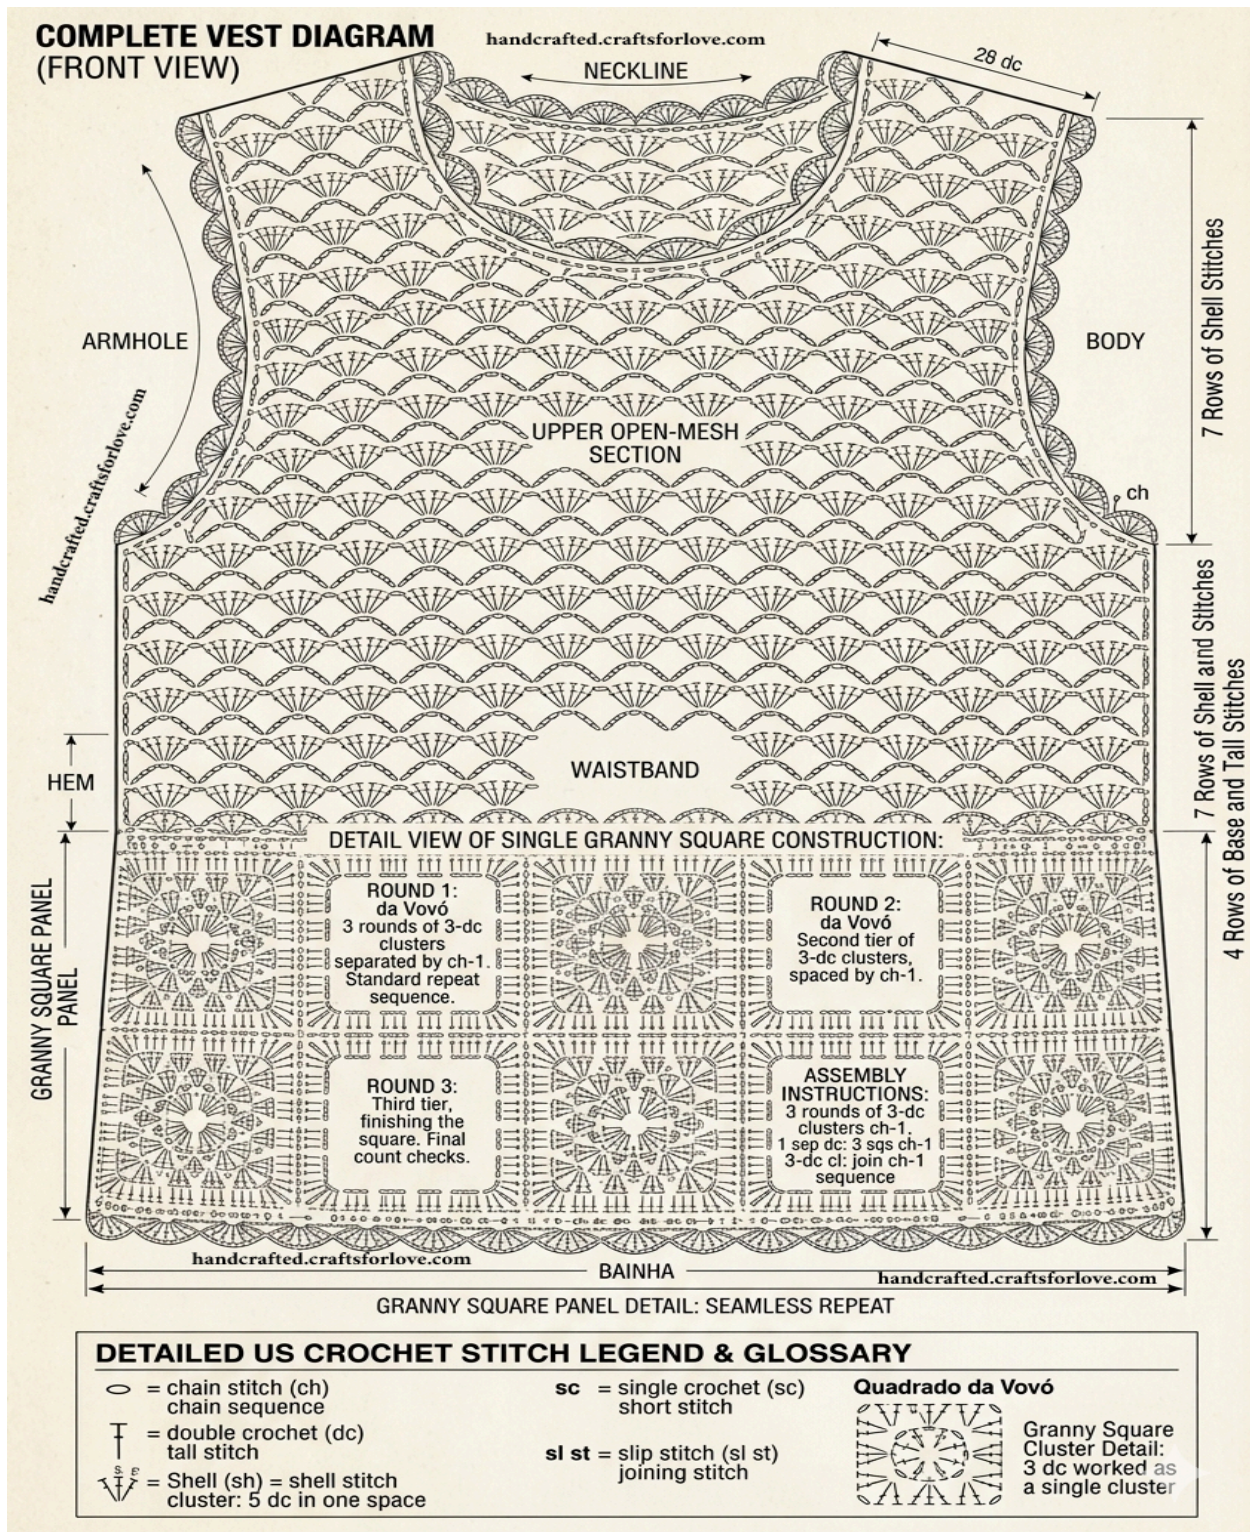 COMPLETE VEST DIAGRAM
(FRONT VIEW)
handcrafted.craftsforlove.com
NECKLINE
28 dc
ARMHOLE
BODY
7 Rows of Shell Stitches
handcrafted.craftsforlove.com
UPPER OPEN-MESH
SECTION
ch
7 Rows of Shell and Stitches
4 Rows of Base and Tall Stitches
HEM
WAISTBAND
DETAIL VIEW OF SINGLE GRANNY SQUARE CONSTRUCTION:
GRANNY SQUARE PANEL
PANEL
ROUND 1:
da Vovó
3 rounds of 3-dc
clusters
separated by ch-1.
Standard repeat
sequence.
ROUND 2:
da Vovó
Second tier of
3-dc clusters,
spaced by ch-1.
ROUND 3:
Third tier,
finishing the
square. Final
count checks.
ASSEMBLY
INSTRUCTIONS:
3 rounds of 3-dc
clusters ch-1.
1 sep dc: 3 sqs ch-1
3-dc cl: join ch-1
sequence
handcrafted.craftsforlove.com
BAINHA
handcrafted.craftsforlove.com
GRANNY SQUARE PANEL DETAIL: SEAMLESS REPEAT
DETAILED US CROCHET STITCH LEGEND & GLOSSARY
= chain stitch (ch)
chain sequence
= double crochet (dc)
tall stitch
= Shell (sh) = shell stitch
cluster: 5 dc in one space
sc = single crochet (sc)
short stitch
sl st = slip stitch (sl st)
joining stitch
Quadrado da Vovó
Granny Square
Cluster Detail:
3 dc worked as
a single cluster